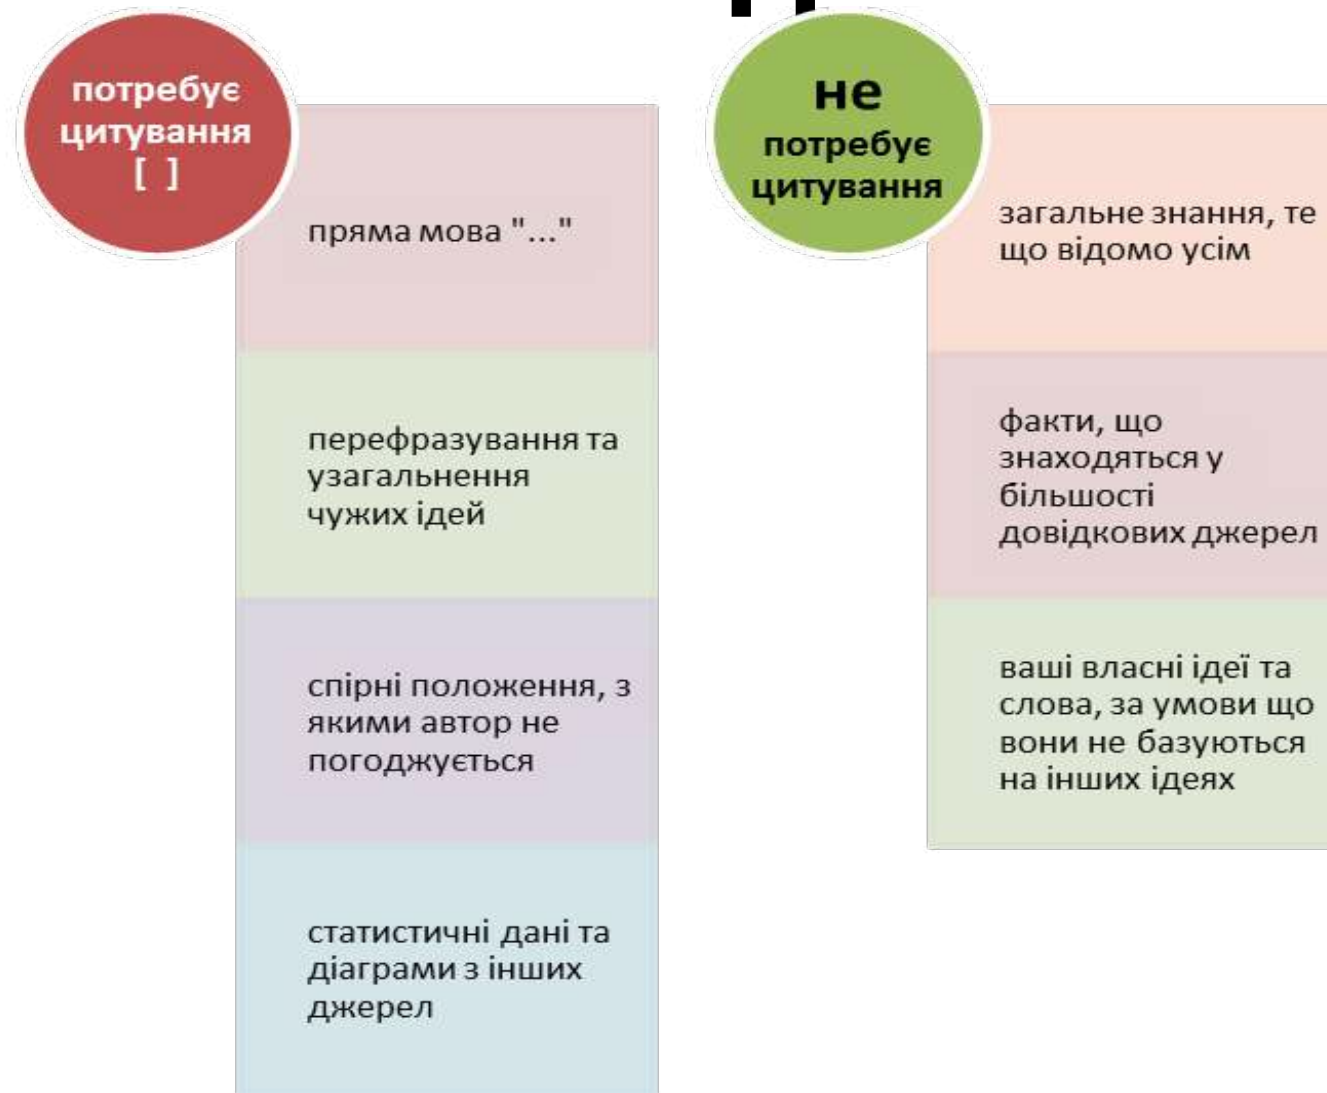 потребує
цитування
[ ]
пряма мова "..."
перефразування та
узагальнення
чужих ідей
спірні положення, з
якими автор не
погоджується
статистичні дані та
діаграми з інших
джерел
не
потребує
цитування
загальне знання, те
що відомо усім
факти, що
знаходяться у
більшості
довідкових джерел
ваші власні ідеї та
слова, за умови що
вони не базуються
на інших ідеях